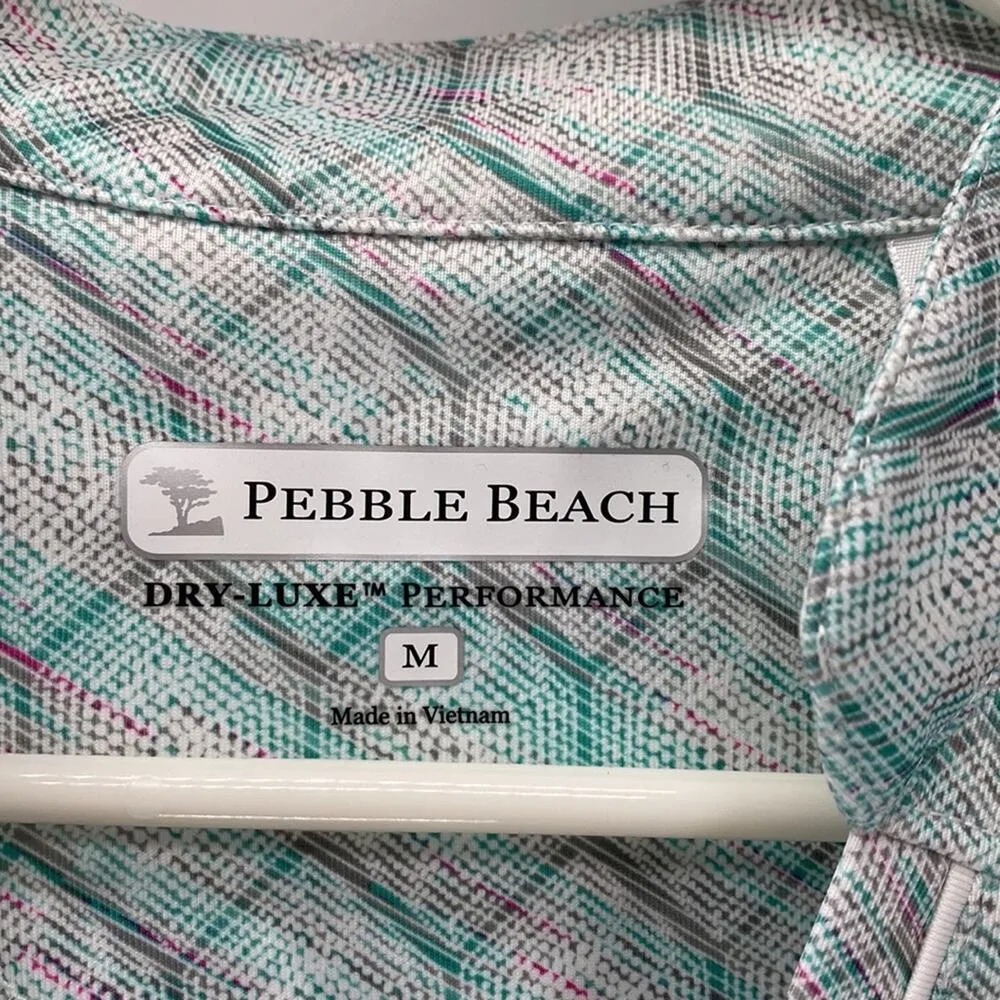 PEBBLE BEACH
DRY-LUXE™ PERFORMANCE
M
Made in Vietnam